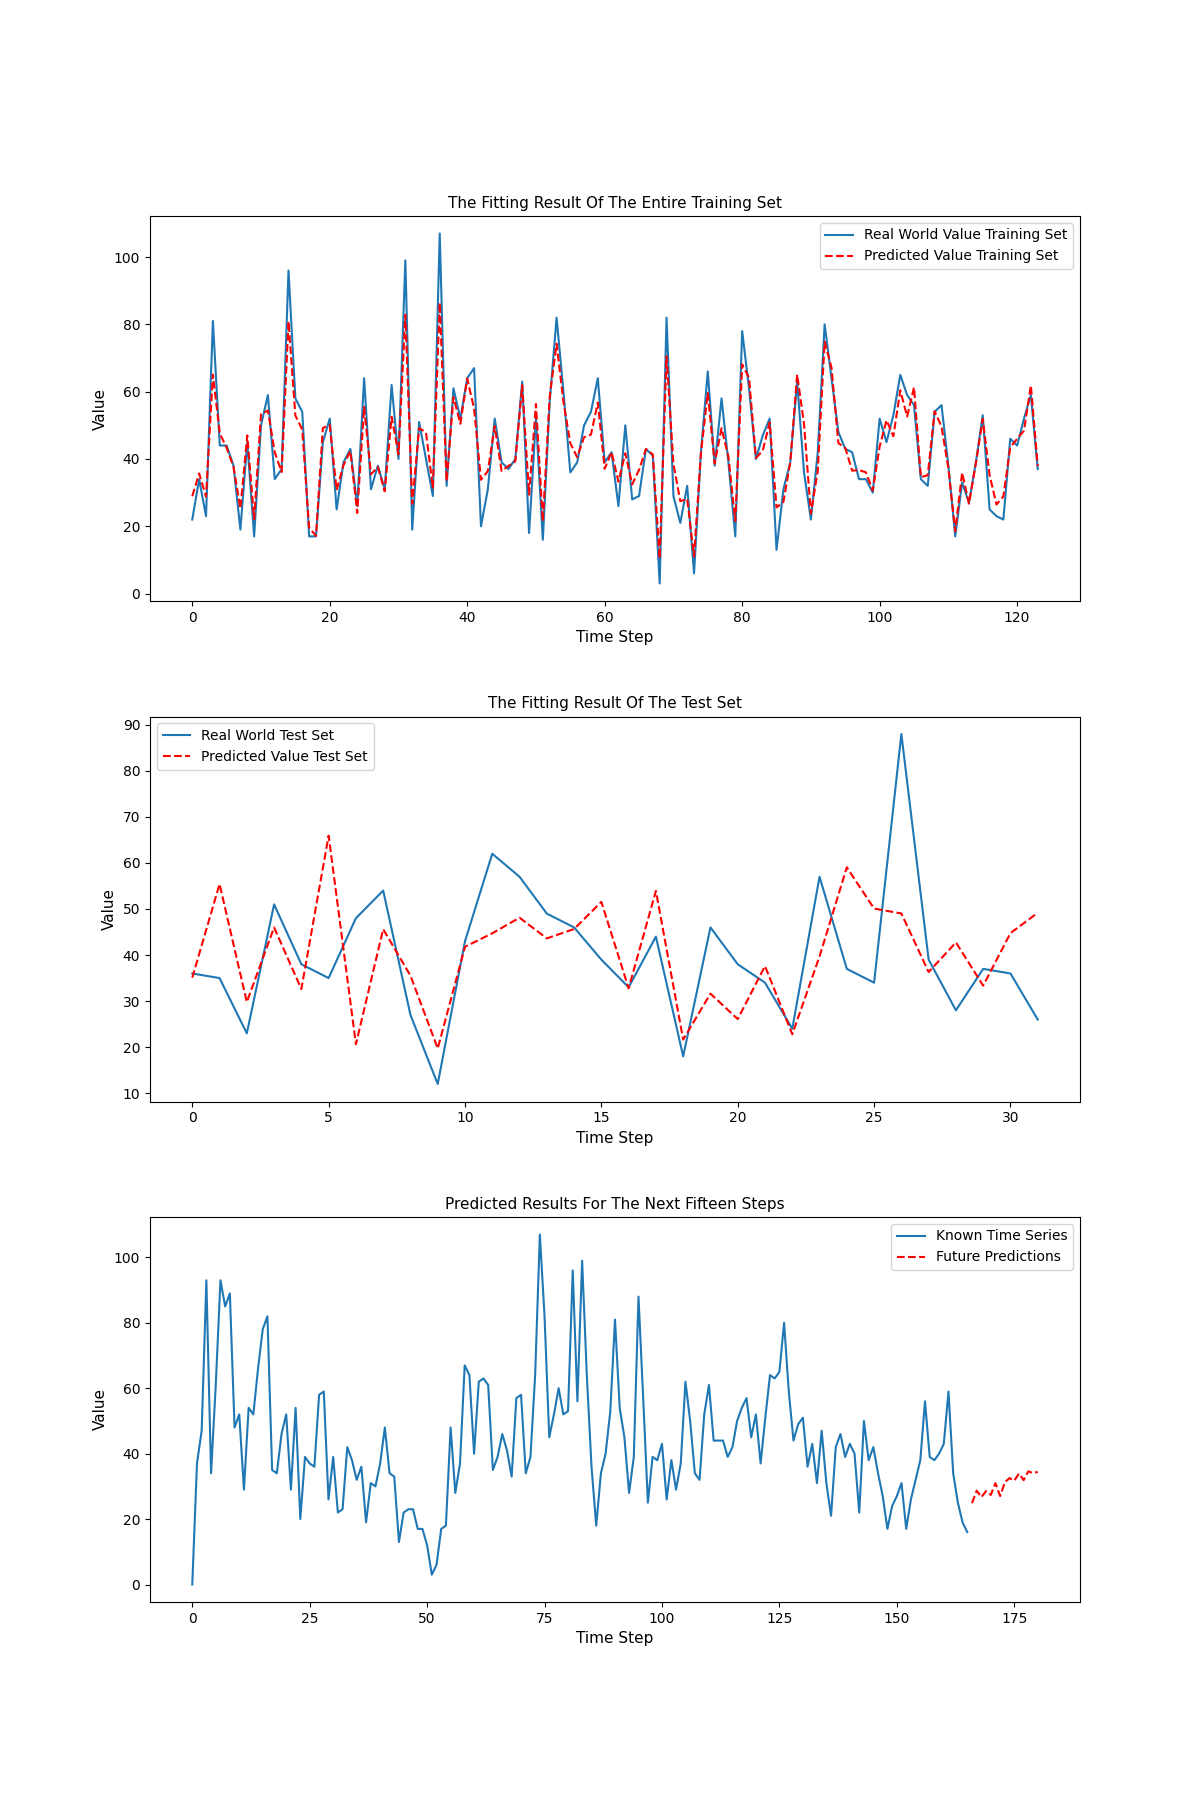 The Fitting Result Of The Entire Training Set
Real World Value Training Set
Predicted Value Training Set
Value
100
80
60
40
20
0
0 20 40 60 80 100 120
Time Step
The Fitting Result Of The Test Set
Real World Test Set
Predicted Value Test Set
Value
90
80
70
60
50
40
30
20
10
0 5 10 15 20 25 30
Time Step
Predicted Results For The Next Fifteen Steps
Known Time Series
Future Predictions
Value
100
80
60
40
20
0
0 25 50 75 100 125 150 175
Time Step